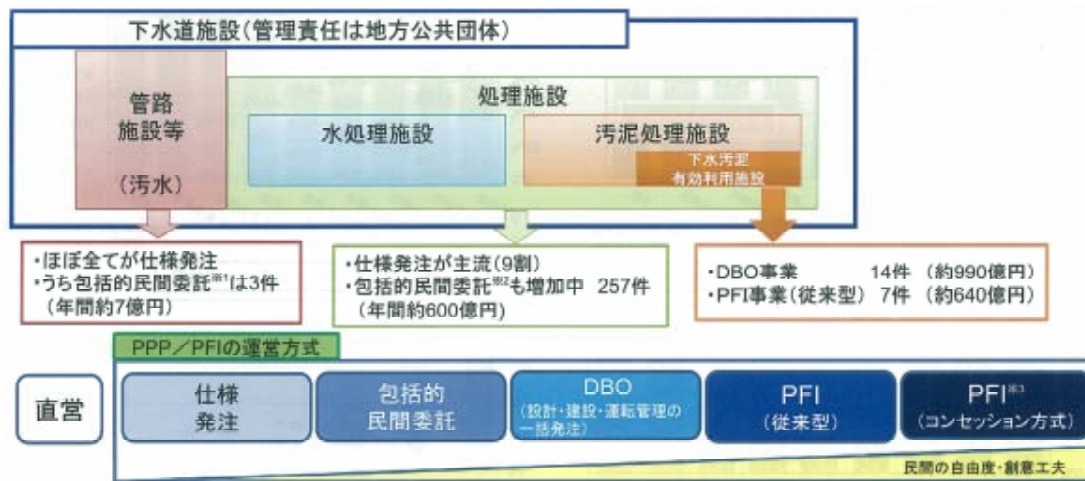 下水道施設(管理責任は地方公共団体)
管路
施設等
(汚水)
処理施設
水処理施設
汚泥処理施設
下水汚泥
有効利用施設
・ほぼ全てが仕様発注
・うち包括的民間委託※1は3件
(年間約7億円)
・仕様発注が主流(9割)
・包括的民間委託※2も増加中 257件
(年間約600億円)
・DBO事業 14件 (約990億円)
・PFI事業(従来型) 7件 (約640億円)
PPP/PFIの運営方式
直営
仕様
発注
包括的
民間委託
DBO
(設計・建設・運転管理の
一括発注)
PFI
(従来型)
PFI※3
(コンセッション方式)
民間の自由度・創意工夫